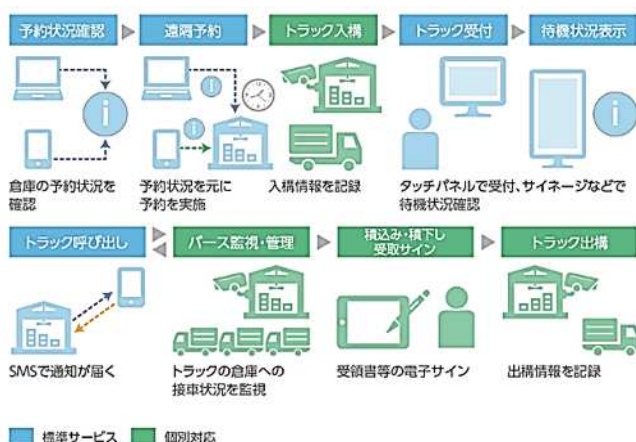 予約状況確認
遠隔予約
トラック入構
トラック受付
待機状況表示
倉庫の予約状況を
確認
予約状況を元に
予約を実施
入構情報を記録
タッチパネルで受付、サイネージなどで
待機状況確認
トラック呼び出し
バース監視・管理
積込み・積下し
受取サイン
トラック出構
SMSで通知が届く
トラックの倉庫への
接車状況を監視
受領書等の電子サイン
出構情報を記録
標準サービス
個別対応